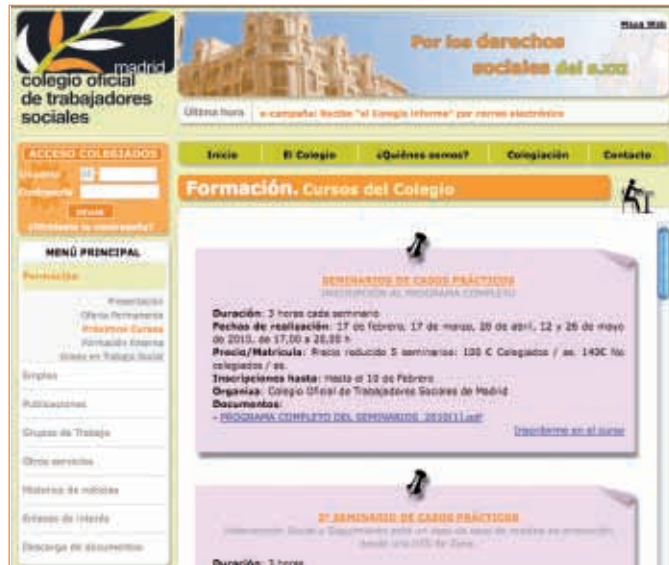 madrid
colegio oficial
de trabajadores
sociales
Mapa Web
Por los derechos
sociales del s.XXI
Última hora
e-campaña: Recibe "el Colegio Informa" por correo electrónico
ACCESO COLEGIADOS
Usuario
Contraseña
¿Olvidaste tu contraseña?
Inicio El Colegio ¿Quiénes somos? Colegiación Contacto
Formación. Cursos del Colegio
MENÚ PRINCIPAL
Formación
Presentación
Oferta Permanente
Próximos Cursos
Formación Externa
Grado en Trabajo Social
Empleo
Publicaciones
Grupos de Trabajo
Otros servicios
Histórico de noticias
Enlaces de interés
Descarga de documentos
SEMINARIOS DE CASOS PRÁCTICOS
INSCRIPCIÓN AL PROGRAMA COMPLETO
Duración: 3 horas cada seminario
Fechas de realización: 17 de febrero, 17 de marzo, 28 de abril, 12 y 26 de mayo
de 2010, de 17,00 a 20,00 h
Precio/Matrícula: Precio reducido 5 seminarios: 100 € Colegiados / as. 140€ No
colegiados / as.
Inscripciones hasta: Hasta el 10 de Febrero
Organiza: Colegio Oficial de Trabajadores Sociales de Madrid
Documentos:
- PROGRAMA COMPLETO DEL SEMINARIOS_2010[1].pdf
Inscribirme en el curso
2º SEMINARIO DE CASOS PRÁCTICOS
Duración: 3 horas